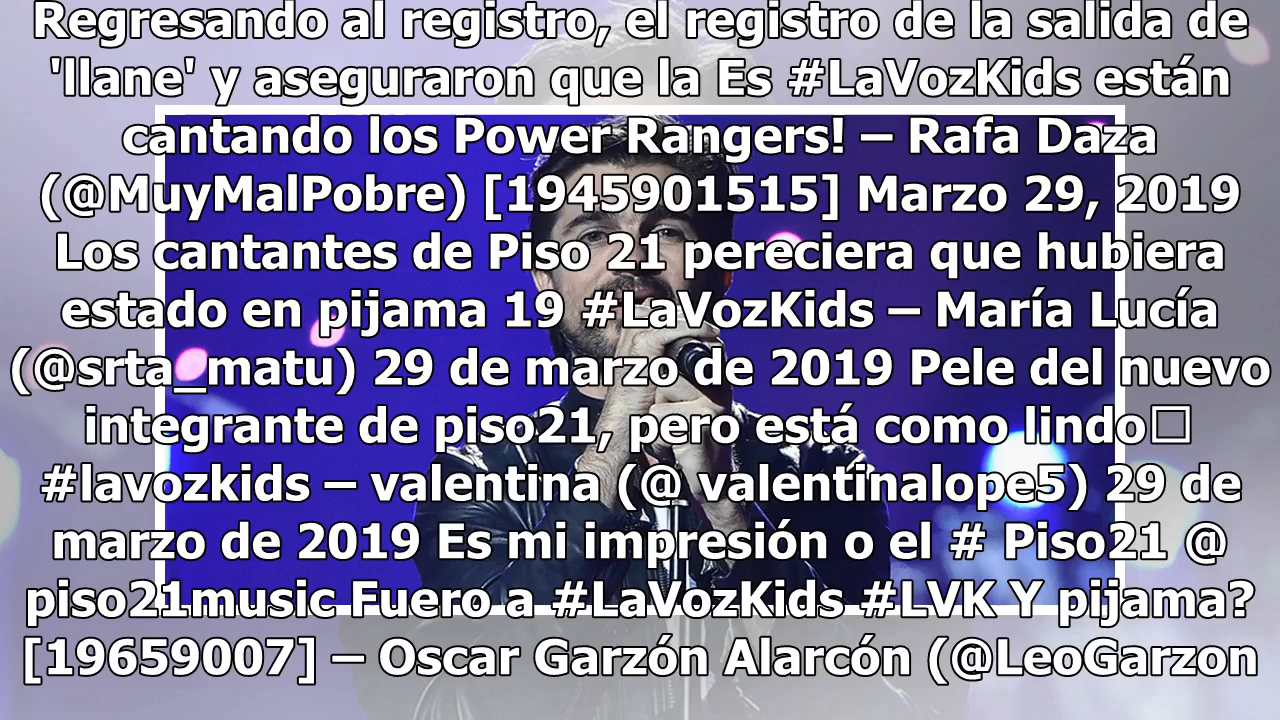 Regresando al registro, el registro de la salida de
'llane' y aseguraron que la Es #LaVozKids están
cantando los Power Rangers! – Rafa Daza
(@MuyMalPobre) [1945901515] Marzo 29, 2019
Los cantantes de Piso 21 pereciera que hubiera
estado en pijama 19 #LaVozKids – María Lucía
(@srta_matu) 29 de marzo de 2019 Pele del nuevo
integrante de piso21, pero está como lindo□
#lavozkids – valentina (@ valentinalope5) 29 de
marzo de 2019 Es mi impresión o el # Piso21 @
piso21music Fuero a #LaVozKids #LVK Y pijama?
[19659007] – Oscar Garzón Alarcón (@LeoGarzon